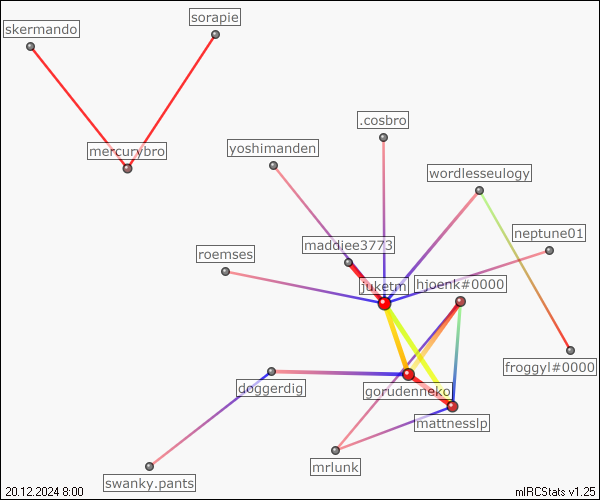 sorapie
skermando
.cosbro
yoshimanden
mercurybro
wordlesseulogy
neptune01
maddiee3773
roemses
juketm
hjoenk#0000
froggyl#0000
doggerdig
gorudenneko
mattnesslp
mrlunk
swanky.pants
20.12.2024 8:00
mIRCStats v1.25